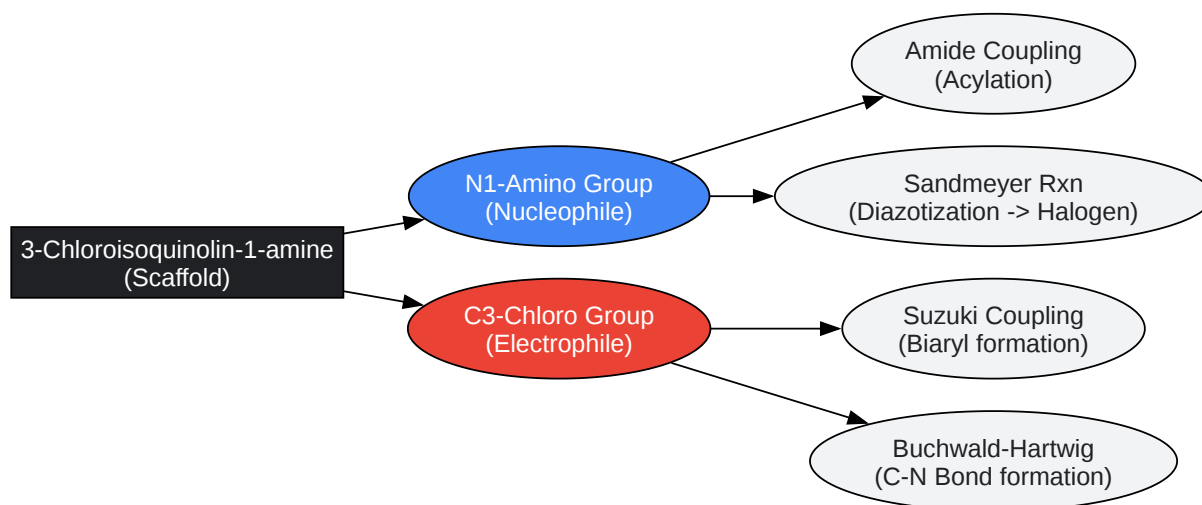 Amide Coupling
(Acylation)
N1-Amino Group
(Nucleophile)
Sandmeyer Rxn
(Diazotization -> Halogen)
3-Chloroisoquinolin-1-amine
(Scaffold)
C3-Chloro Group
(Electrophile)
Suzuki Coupling
(Biaryl formation)
Buchwald-Hartwig
(C-N Bond formation)